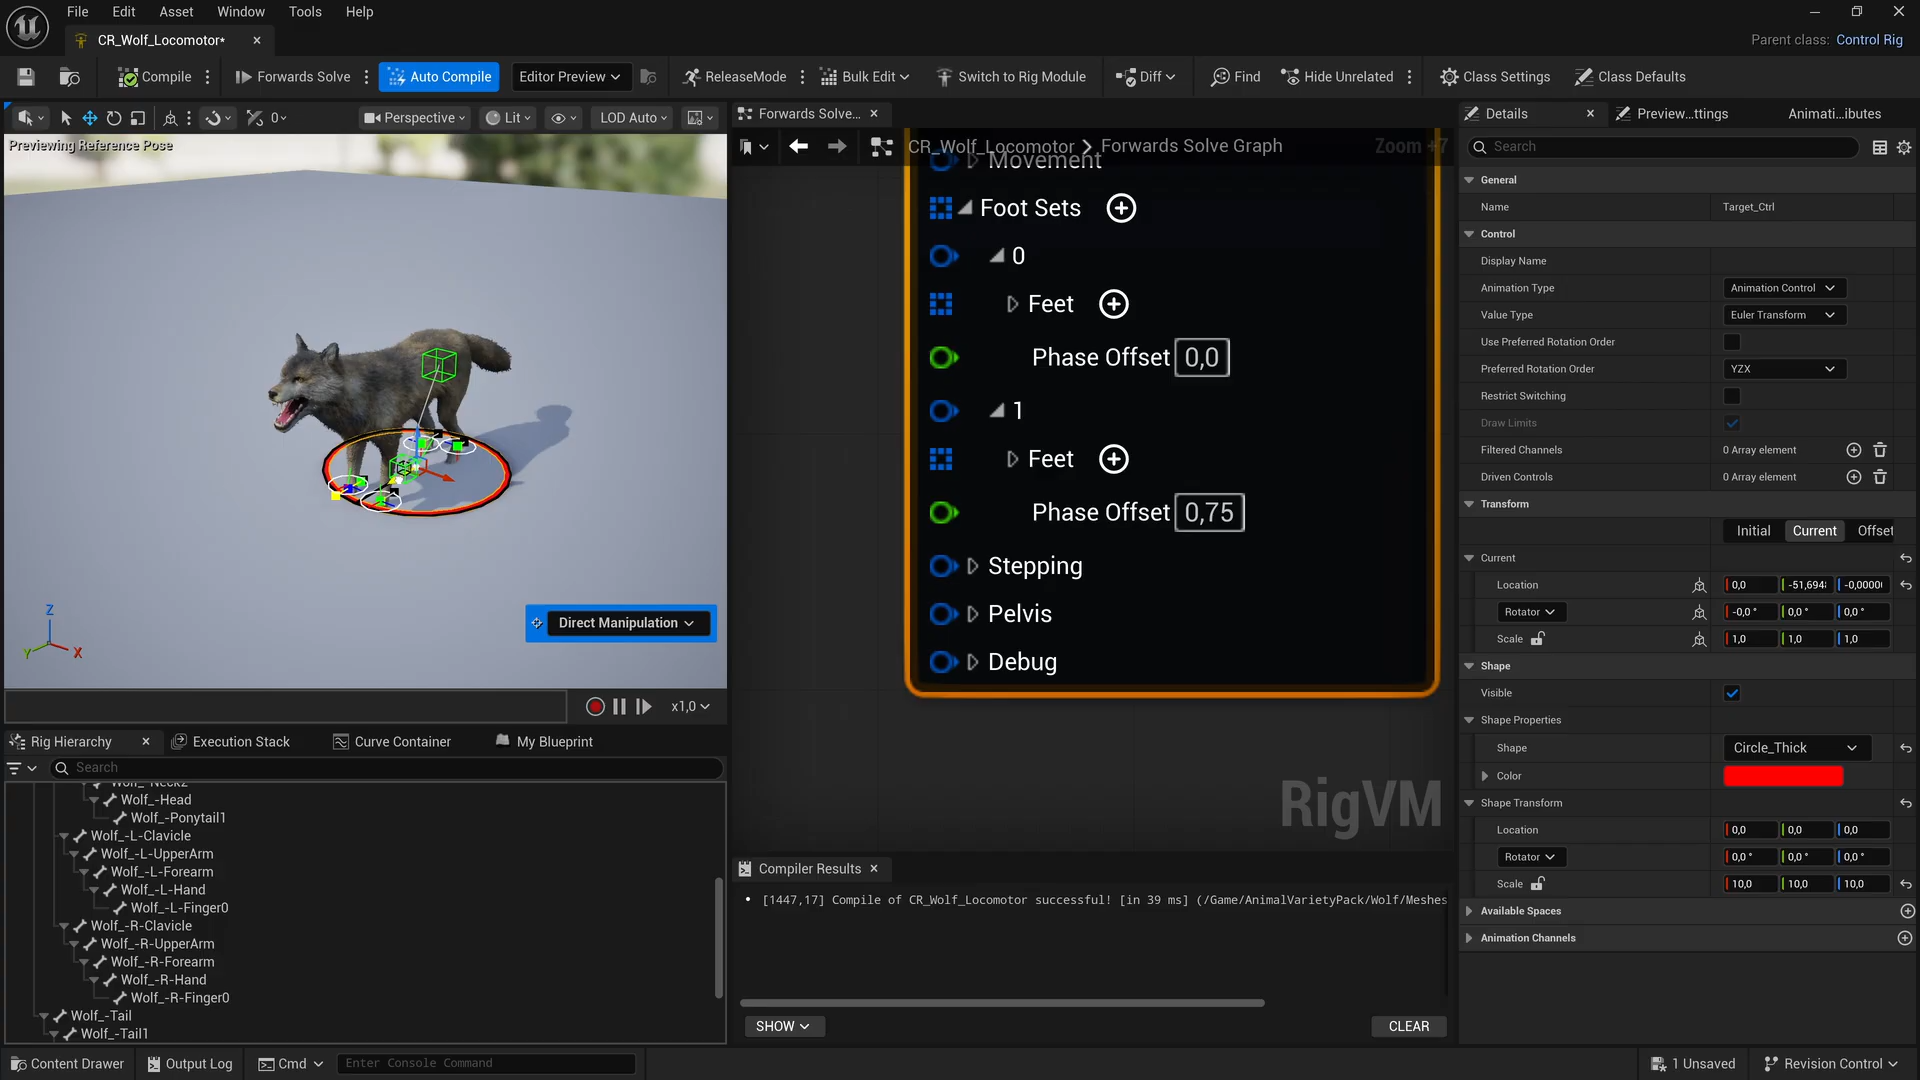 File Edit Asset Window Tools Help
CR_Wolf_Locomotor*
Parent class: Control Rig
Compile Forwards Solve Auto Compile Editor Preview ReleaseMode Bulk Edit Switch to Rig Module Diff Find Hide Unrelated Class Settings Class Defaults
0 Perspective Lit LOD Auto
Previewing Reference Pose
Z
X
Y
Direct Manipulation
x1,0
Rig Hierarchy Execution Stack Curve Container My Blueprint
Search
Wolf_-Neck2
Wolf_-Head
Wolf_-Ponytail1
Wolf_-L-Clavicle
Wolf_-L-UpperArm
Wolf_-L-Forearm
Wolf_-L-Hand
Wolf_-L-Finger0
Wolf_-R-Clavicle
Wolf_-R-UpperArm
Wolf_-R-Forearm
Wolf_-R-Hand
Wolf_-R-Finger0
Wolf_-Tail
Wolf_-Tail1
Forwards Solve...
CR_Wolf_Locomotor > Forwards Solve Graph
Zoom +7
Movement
Foot Sets
0
Feet
Phase Offset 0,0
1
Feet
Phase Offset 0,75
Stepping
Pelvis
Debug
RigVM
Compiler Results
[1447,17] Compile of CR_Wolf_Locomotor successful! [in 39 ms] (/Game/AnimalVarietyPack/Wolf/Meshes
SHOW
CLEAR
Details Preview...ttings Animati...ibutes
Search
General
Name Target_Ctrl
Control
Display Name
Animation Type Animation Control
Value Type Euler Transform
Use Preferred Rotation Order
Preferred Rotation Order YZX
Restrict Switching
Draw Limits
Filtered Channels 0 Array element
Driven Controls 0 Array element
Transform
Initial Current Offset
Current
Location 0,0 -51,694 -0,0000
Rotator -0,0 ° 0,0 ° 0,0 °
Scale 1,0 1,0 1,0
Shape
Visible
Shape Properties
Shape Circle_Thick
Color
Shape Transform
Location 0,0 0,0 0,0
Rotator 0,0 ° 0,0 ° 0,0 °
Scale 10,0 10,0 10,0
Available Spaces
Animation Channels
Content Drawer Output Log Cmd Enter Console Command 1 Unsaved Revision Control